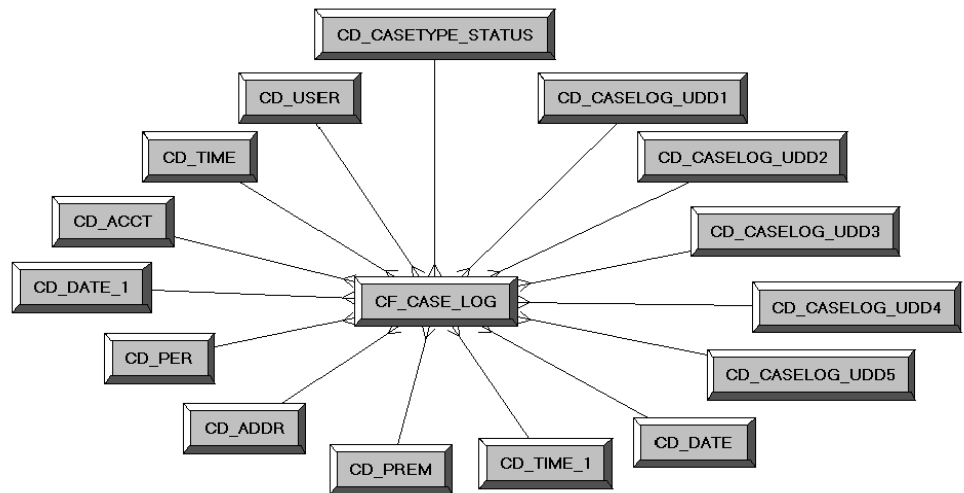 CD_CASETYPE_STATUS
CD_USER
CD_CASELOG_UDD1
CD_TIME
CD_CASELOG_UDD2
CD_ACCT
CD_CASELOG_UDD3
CD_DATE_1
CF_CASE_LOG
CD_CASELOG_UDD4
CD_PER
CD_CASELOG_UDD5
CD_ADDR
CD_DATE
CD_PREM
CD_TIME_1